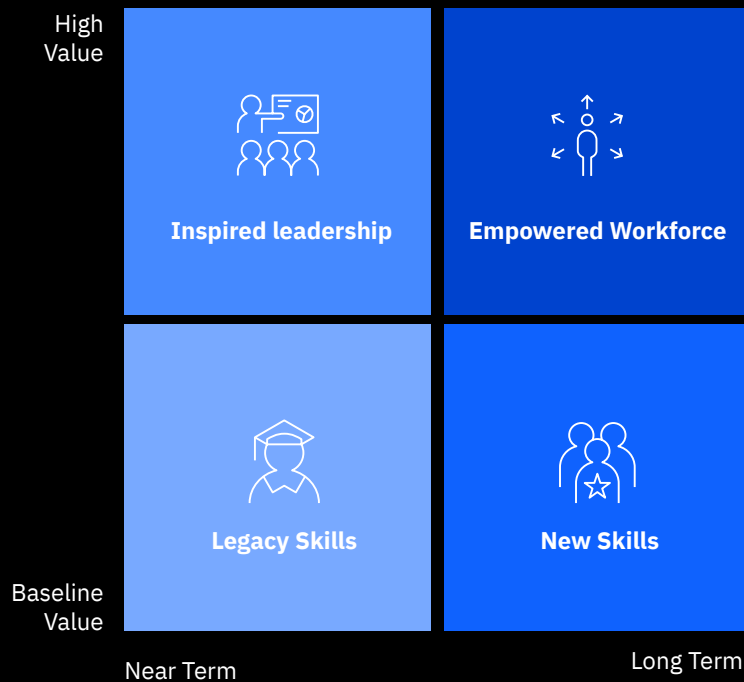 High
Value
Inspired leadership
Empowered Workforce
Legacy Skills
New Skills
Baseline
Value
Near Term
Long Term